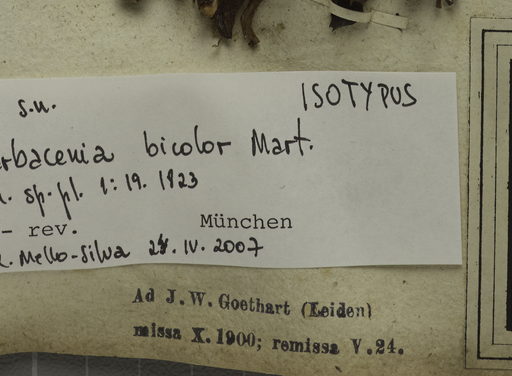 s.n. ISOTYPUS
rbacenia bicolor Mart.
. sp. pl. 1: 19. 1823
- rev. München
R. Mello-Silva 28. IV. 2007
Ad J. W. Goethart (Leiden)
missa X. 1900; remissa V. 24.